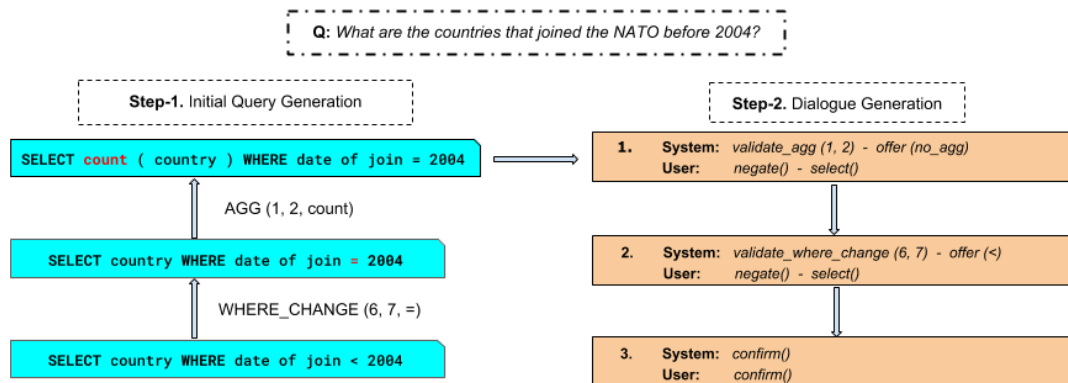 Q: What are the countries that joined the NATO before 2004?
Step-1. Initial Query Generation
SELECT count ( country ) WHERE date of join = 2004
AGG (1, 2, count)
SELECT country WHERE date of join = 2004
WHERE_CHANGE (6, 7, =)
SELECT country WHERE date of join < 2004
Step-2. Dialogue Generation
1. System: validate_agg (1, 2) - offer (no_agg)
User: negate() - select()
2. System: validate_where_change (6, 7) - offer (<)
User: negate() - select()
3. System: confirm()
User: confirm()